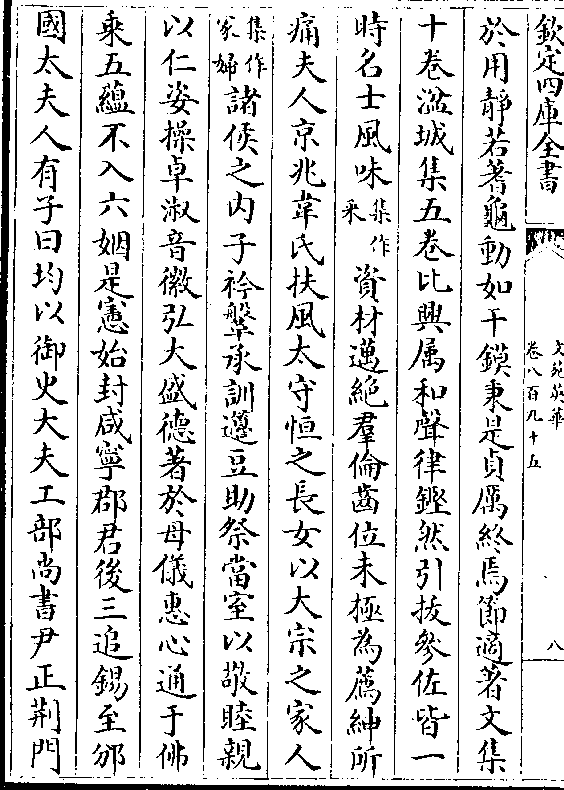 欽定四庫全書
文苑英華
卷八百九十五
八
於用靜若蓍龜動如干鏌秉是貞厲終焉節適著文集
十卷湓城集五卷比興属和聲律鏗然引拔參佐皆一
時名士風味集作采資材邁絶羣倫齒位未極為薦紳所
痛夫人京兆韋氏扶風太守恒之長女以大宗之家人
集作家婦諸侯之内子衿鞶承訓籩豆助祭當室以敬睦親
以仁姿操卓淑音徽弘大盛德著於母儀惠心通于佛
乗五藴不入六姻是憲始封咸寧郡君後三追錫至邠
國太夫人有子曰均以御史大夫工部尚書尹正荆門